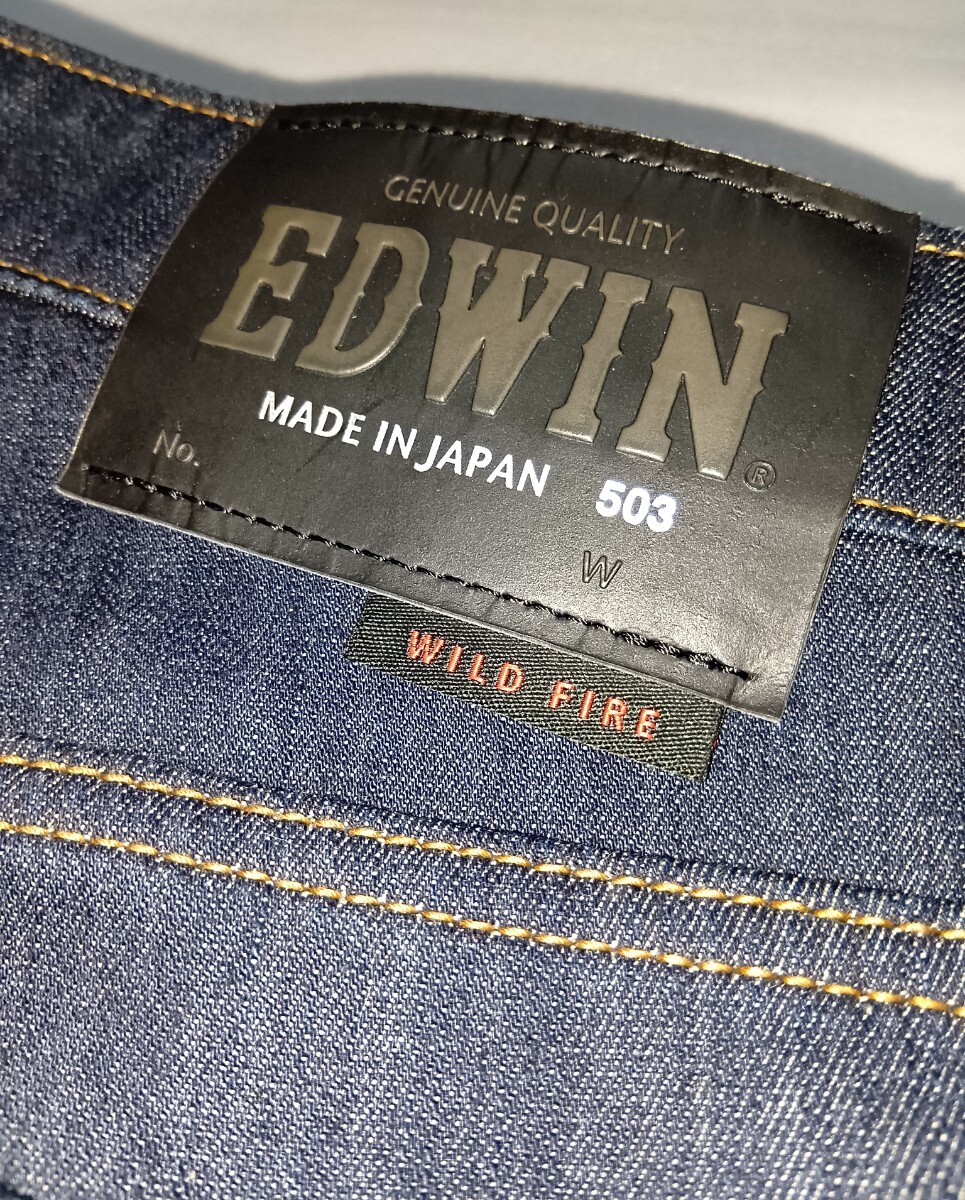 GENUINE QUALITY
EDWIN®
MADE IN JAPAN
No. 503
W
WILD FIRE